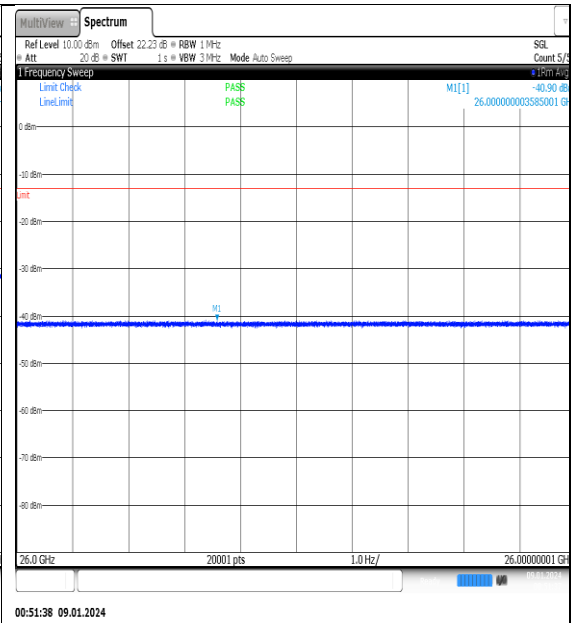 MultiView Spectrum
Ref Level 10.00 dBm Offset 22.23 dB RBW 1 MHz SGL
Att 20 dB SWT 1 s VBW 3 MHz Mode Auto Sweep Count 5/5
1 Frequency Sweep 1Rm Avg
Limit Check PASS M1[1] -40.90 dB
LineLimit PASS 26.000000003585001 GH
0 dBm
-10 dBm
Limit
-20 dBm
-30 dBm
M1
-40 dBm
-50 dBm
-60 dBm
-70 dBm
-80 dBm
26.0 GHz 20001 pts 1.0 Hz/ 26.00000001 GH
00:51:38 09.01.2024